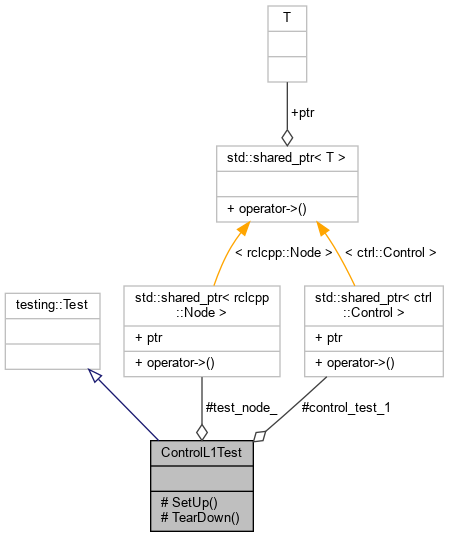 T
+ptr
std::shared_ptr< T >
+ operator->()
< rclcpp::Node >
< ctrl::Control >
testing::Test
std::shared_ptr< rclcpp
::Node >
+ ptr
+ operator->()
std::shared_ptr< ctrl
::Control >
+ ptr
+ operator->()
#test_node_
#control_test_1
ControlL1Test
# SetUp()
# TearDown()